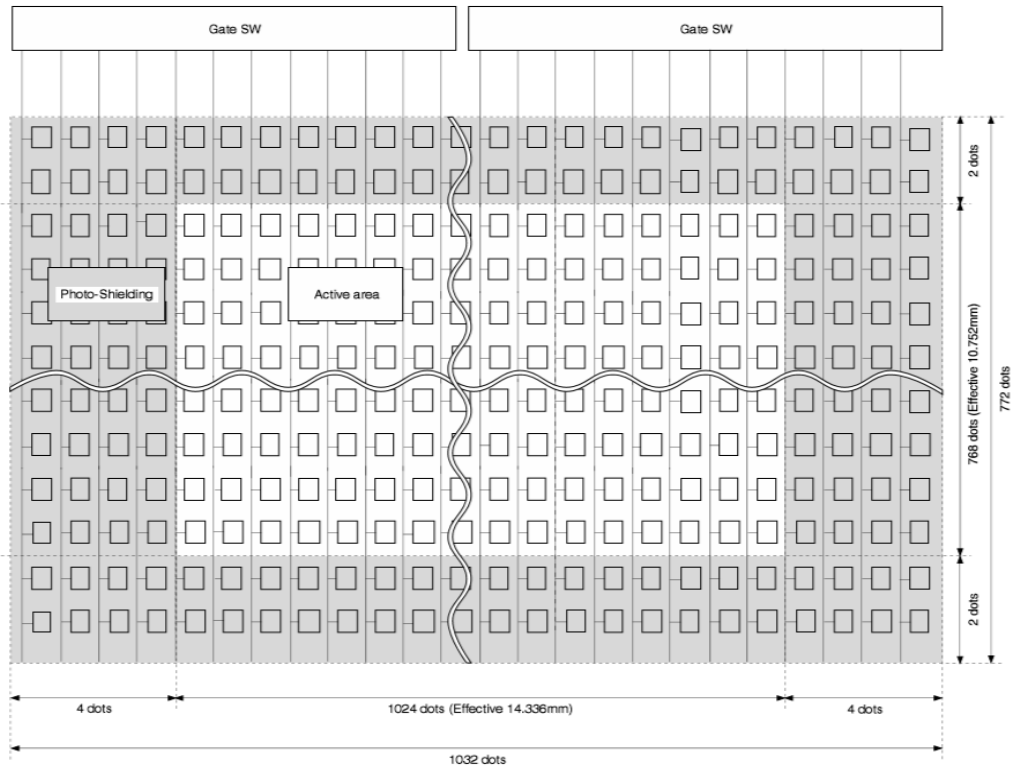 Gate SW
Gate SW
2 dots
Photo-Shielding
Active area
768 dots (Effective 10.752mm)
772 dots
2 dots
4 dots
1024 dots (Effective 14.336mm)
4 dots
1032 dots